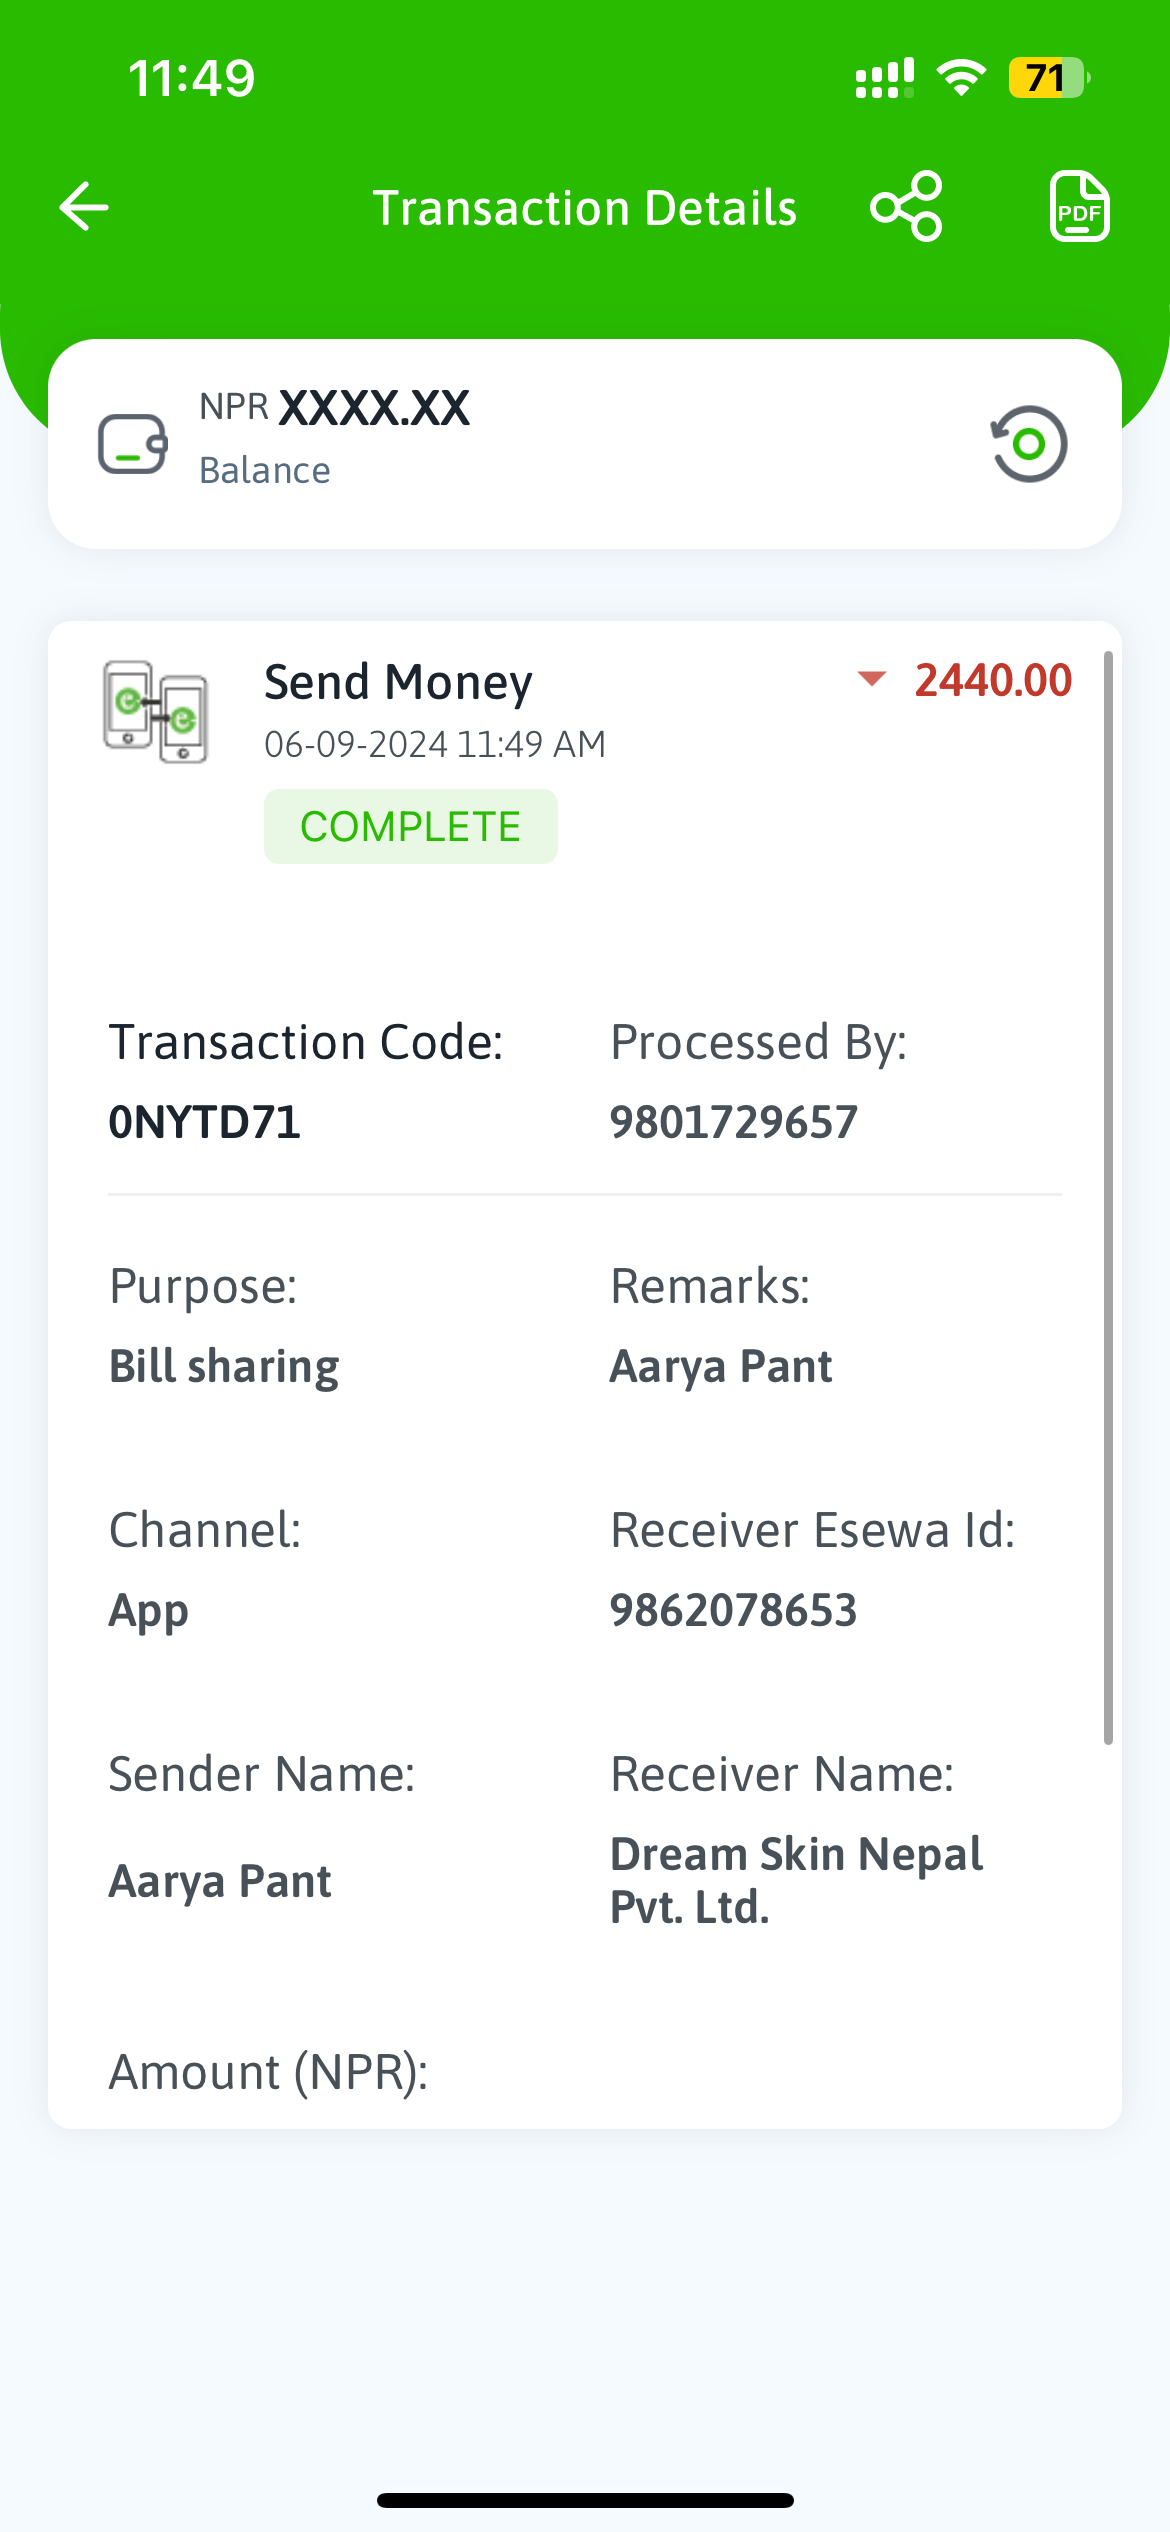 11:49
71
Transaction Details
PDF
NPR XXXX.XX
Balance
Send Money
2440.00
06-09-2024 11:49 AM
COMPLETE
Transaction Code:
Processed By:
0NYTD71
9801729657
Purpose:
Remarks:
Bill sharing
Aarya Pant
Channel:
Receiver Esewa Id:
App
9862078653
Sender Name:
Receiver Name:
Aarya Pant
Dream Skin Nepal
Pvt. Ltd.
Amount (NPR):